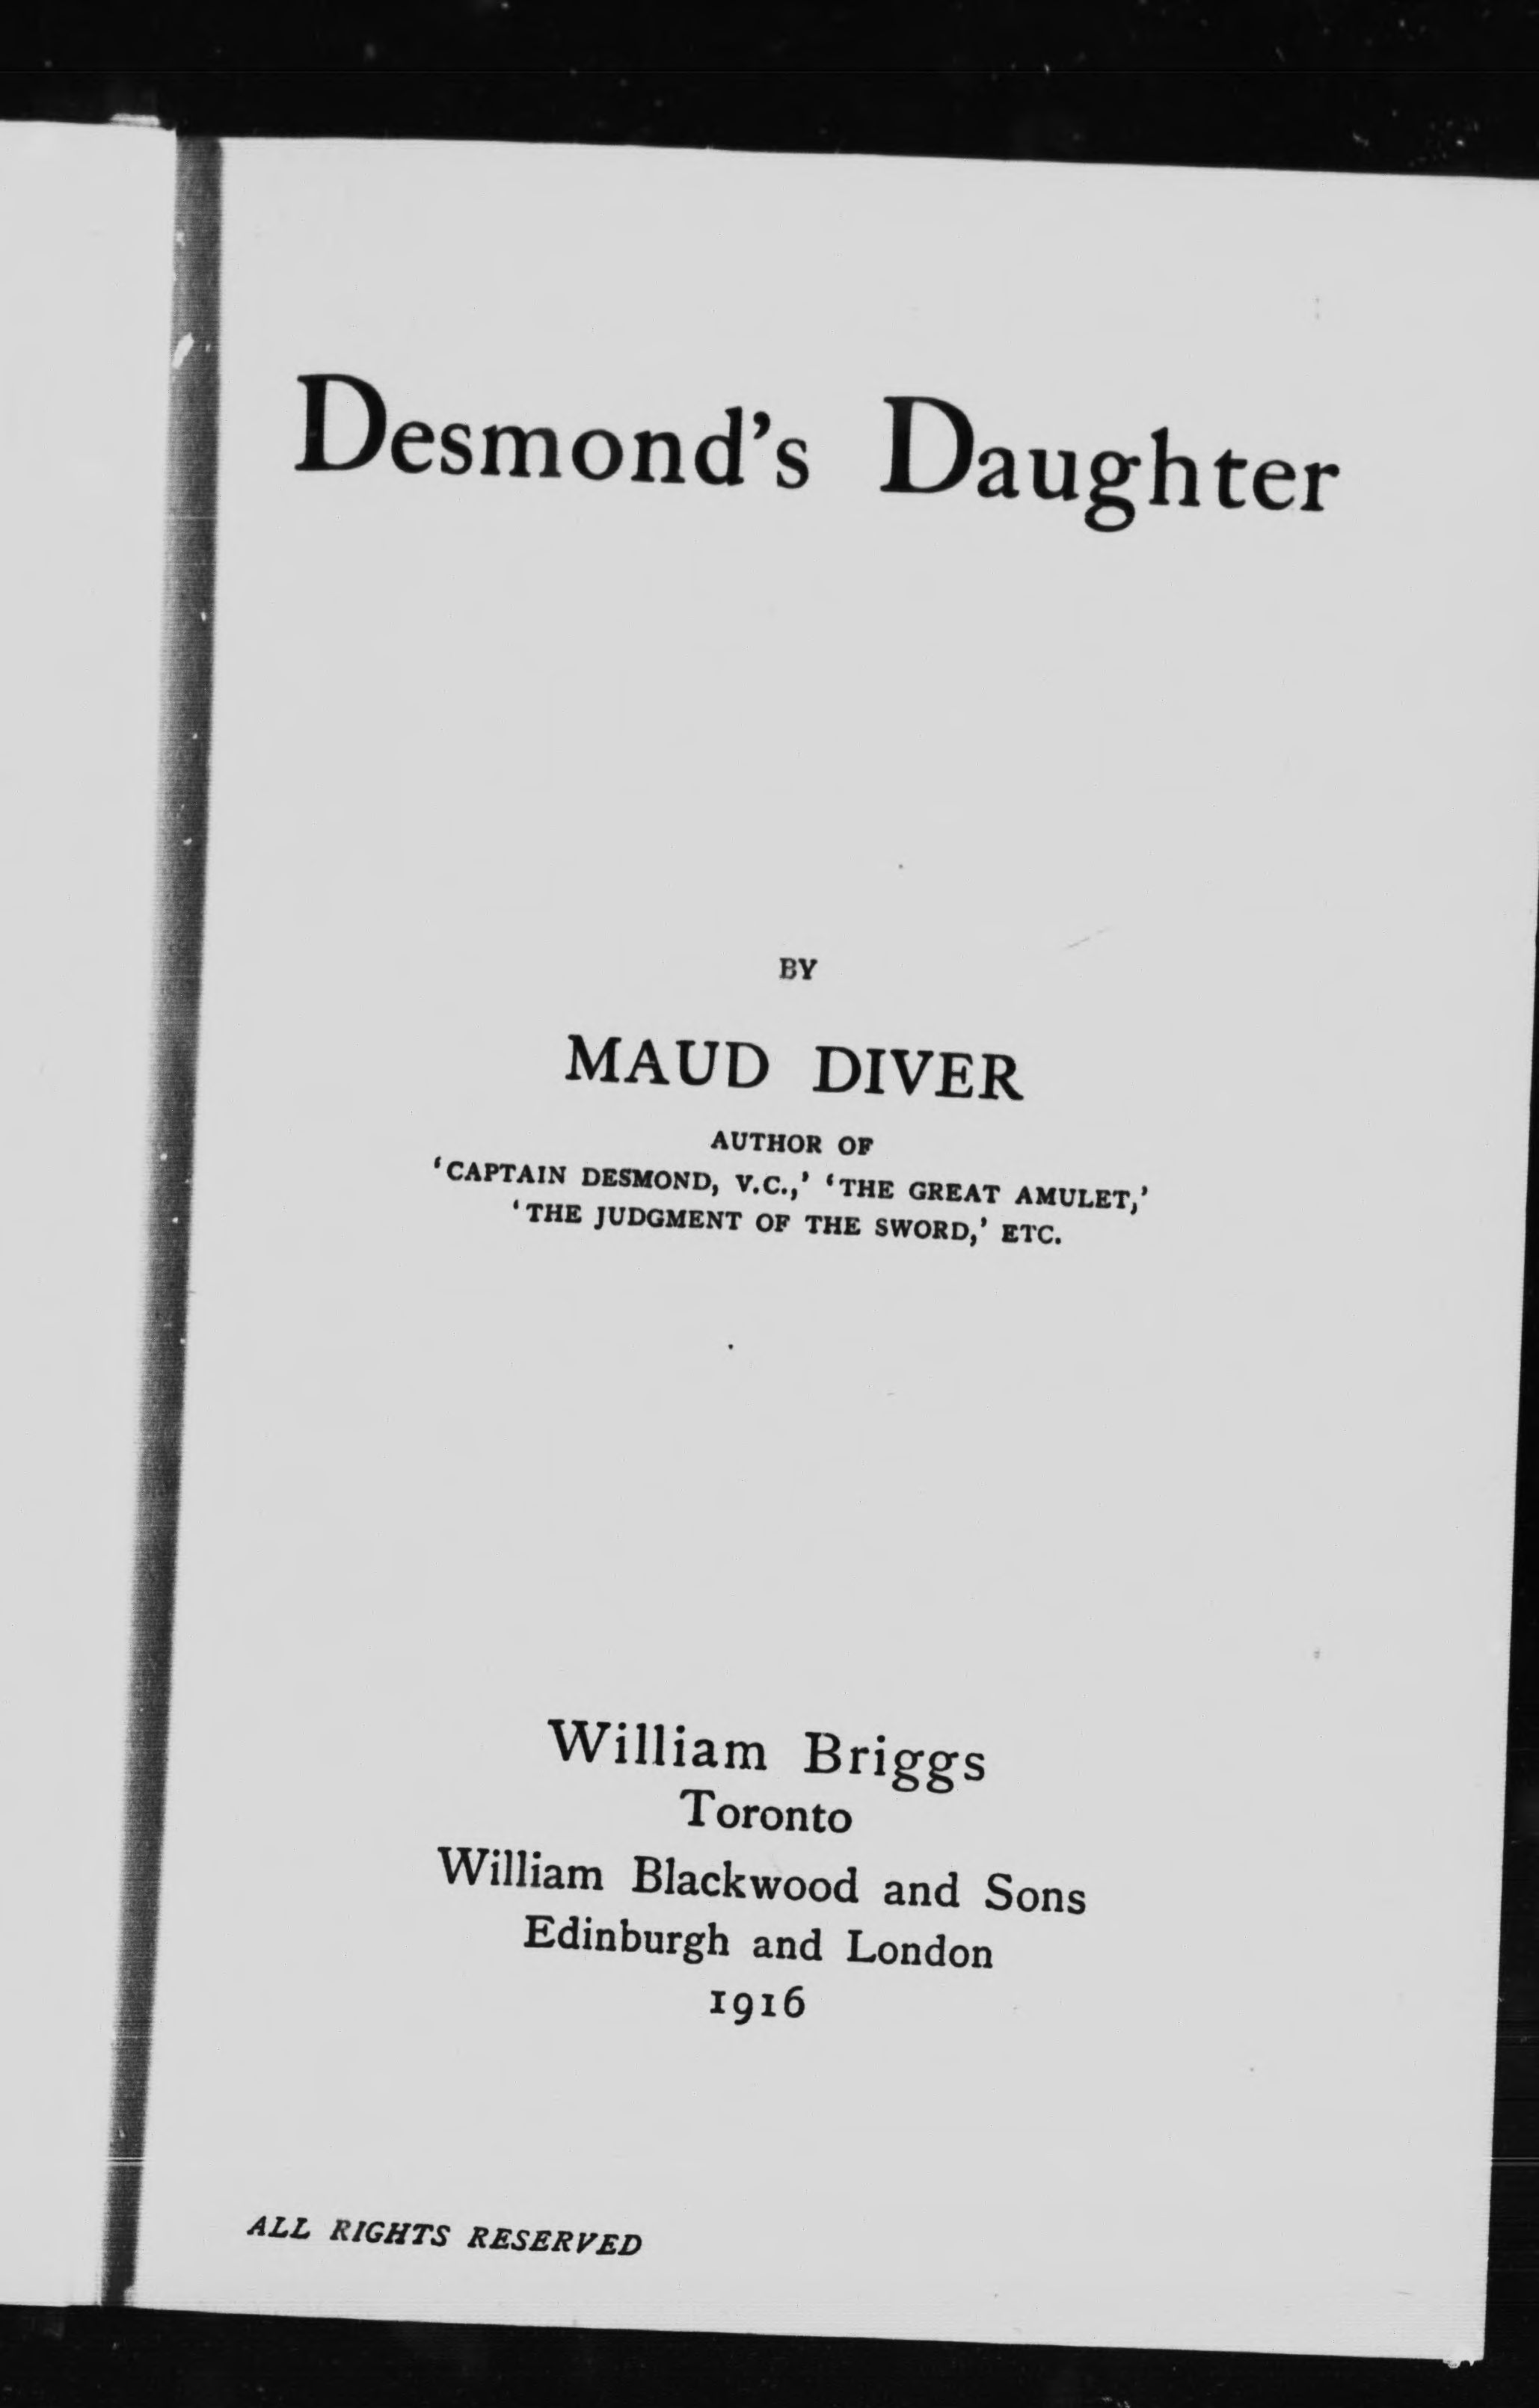 Desmond's Daughter
BY
MAUD DIVER
AUTHOR OF
'CAPTAIN DESMOND, V.C.,' 'THE GREAT AMULET,'
'THE JUDGMENT OF THE SWORD,' ETC.
William Briggs
Toronto
William Blackwood and Sons
Edinburgh and London
1916
ALL RIGHTS RESERVED